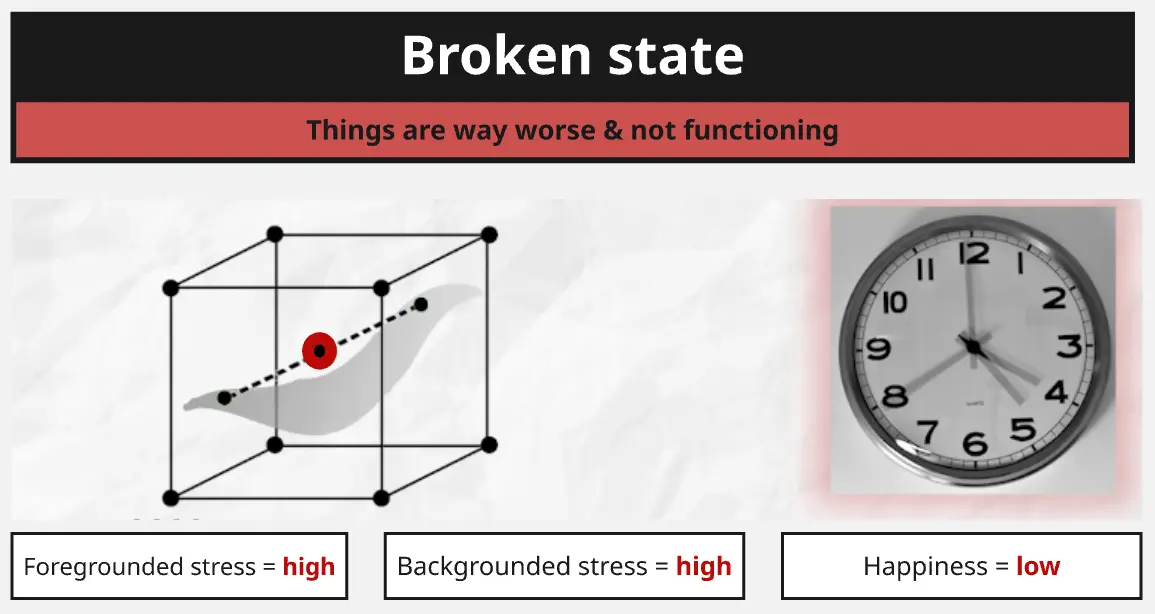 Broken state
Things are way worse & not functioning
12
11
1
10
2
9
3
8
4
7
5
6
Foregrounded stress = high
Backgrounded stress = high
Happiness = low